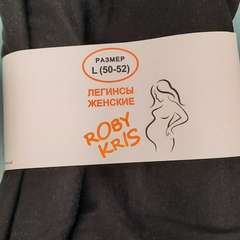 РАЗМЕР
L (50-52)
ЛЕГИНСЫ
ЖЕНСКИЕ
ROBY
KRIS